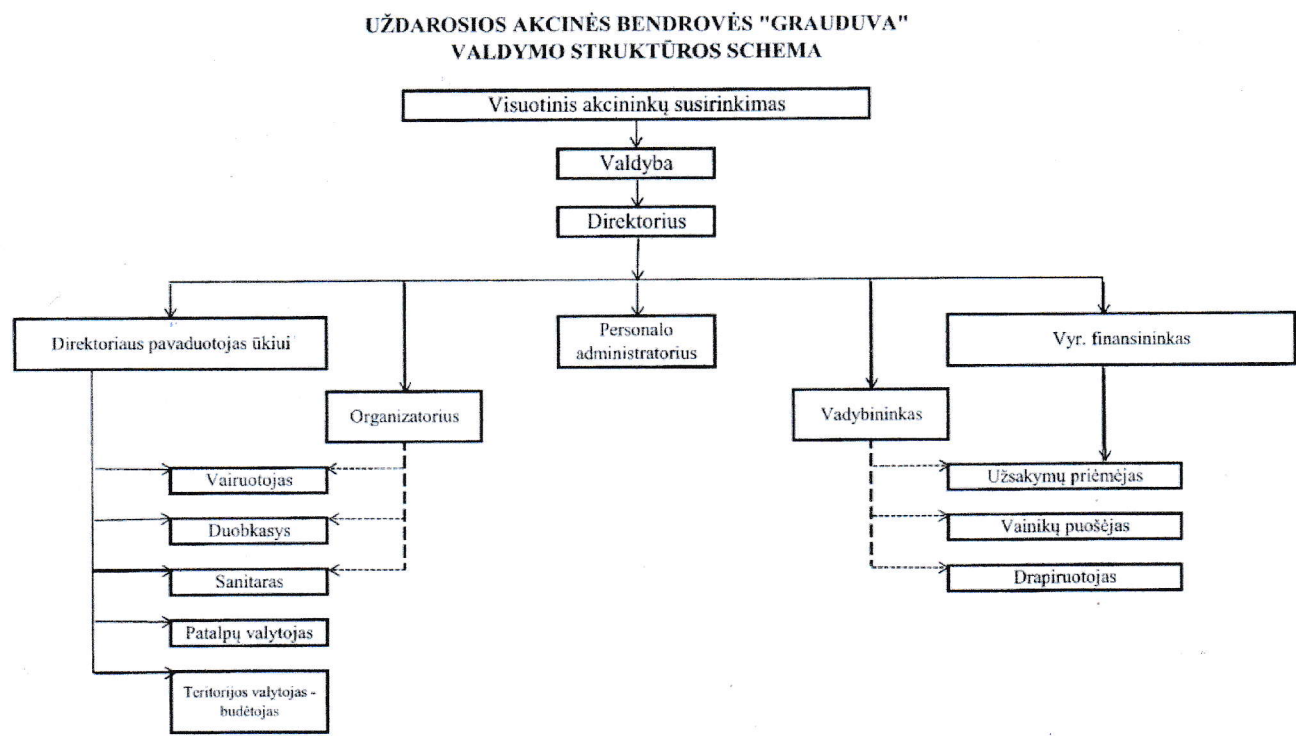 UŽDAROSIOS AKCINĖS BENDROVĖS "GRAUDUVA"
VALDYMO STRUKTŪROS SCHEMA
Visuotinis akcininkų susirinkimas
Valdyba
Direktorius
Direktoriaus pavaduotojas ūkiui
Personalo
administratorius
Vyr. finansininkas
Organizatorius
Vadybininkas
Vairuotojas
Užsakymų priėmėjas
Duobkasys
Vainikų puošėjas
Sanitaras
Drapiruotojas
Patalpų valytojas
Teritorijos valytojas -
budėtojas